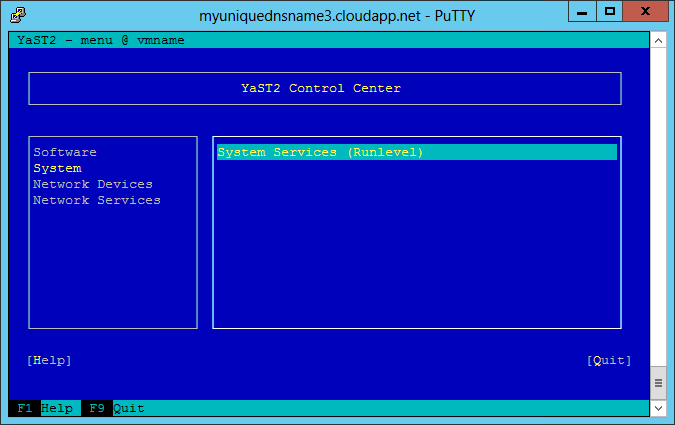 myuniquednsname3.cloudapp.net - PuTTY
YaST2 - menu @ vmname
YaST2 Control Center
Software
System
Network Devices
Network Services
System Services (Runlevel)
[Help]
[Quit]
F1 Help F9 Quit